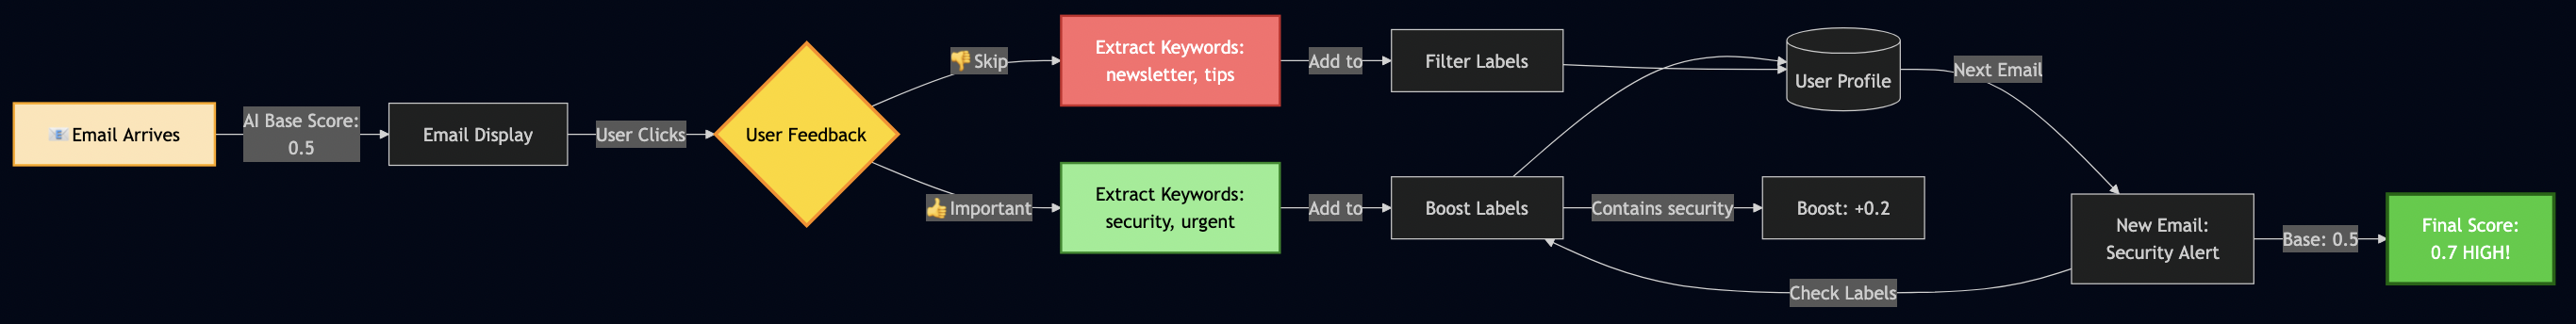 📧 Email Arrives
AI Base Score:
0.5
Email Display
User Clicks
User Feedback
👎 Skip
Extract Keywords:
newsletter, tips
Add to
Filter Labels
👍 Important
Extract Keywords:
security, urgent
Add to
Boost Labels
User Profile
Contains security
Boost: +0.2
Next Email
New Email:
Security Alert
Check Labels
Base: 0.5
Final Score:
0.7 HIGH!